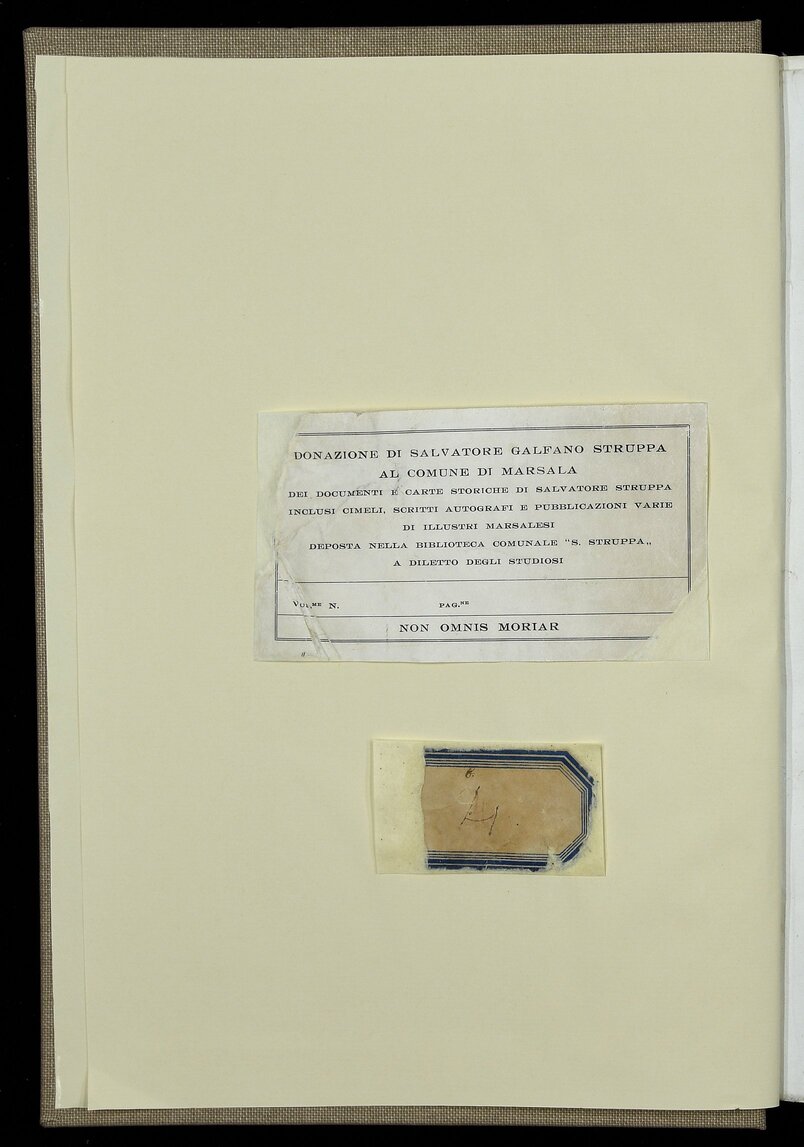 DONAZIONE DI SALVATORE GALFANO STRUPPA
AL COMUNE DI MARSALA
DEI DOCUMENTI E CARTE STORICHE DI SALVATORE STRUPPA
INCLUSI CIMELI, SCRITTI AUTOGRAFI E PUBBLICAZIONI VARIE
DI ILLUSTRI MARSALESI
DEPOSTA NELLA BIBLIOTECA COMUNALE "S. STRUPPA„
A DILETTO DEGLI STUDIOSI
VOL.ME N. PAG.NE
NON OMNIS MORIAR
4